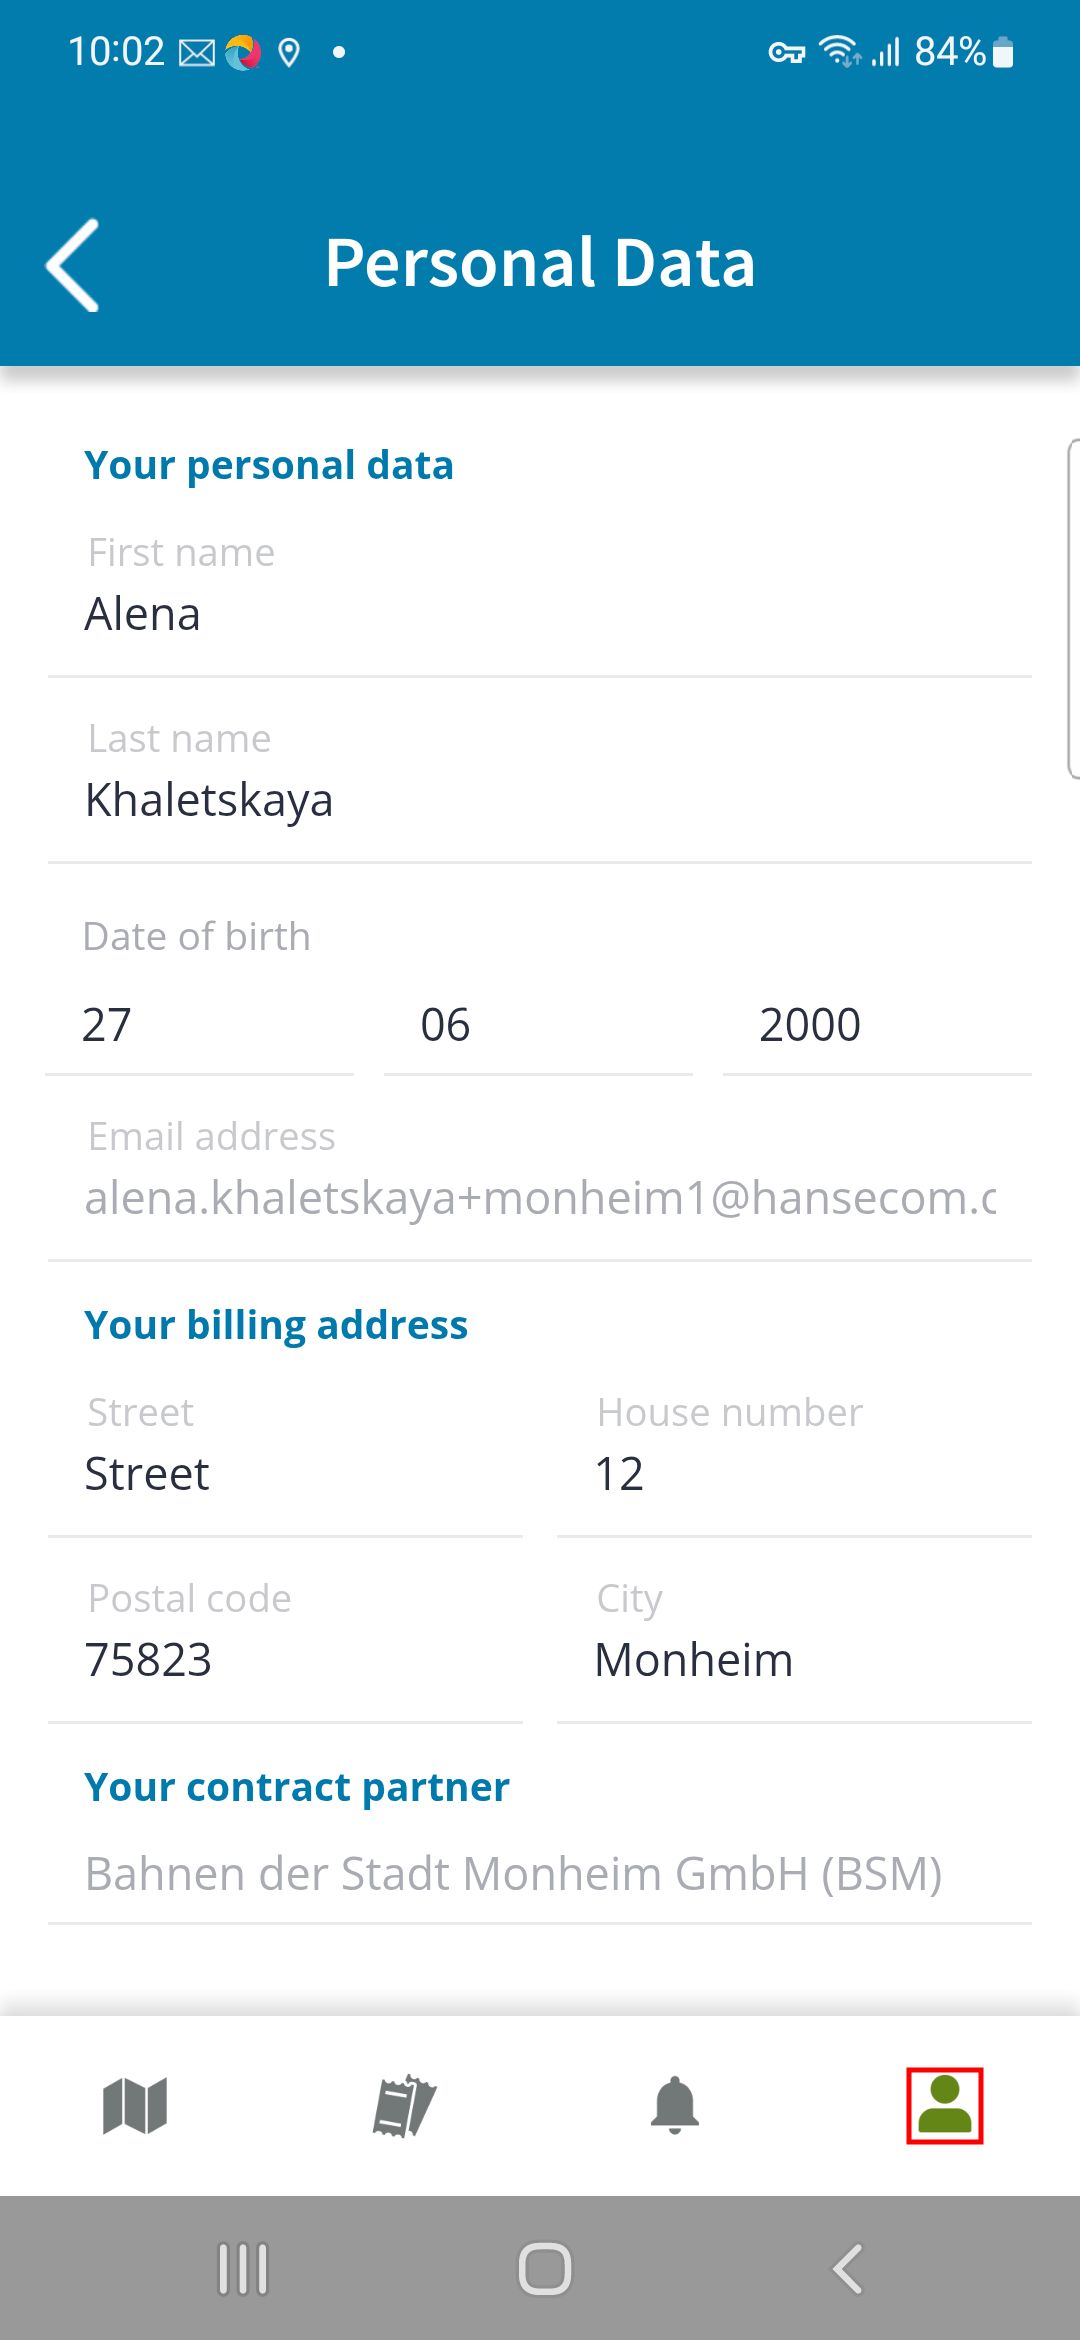 10:02
84%
Personal Data
Your personal data
First name
Alena
Last name
Khaletskaya
Date of birth
27 06 2000
Email address
alena.khaletskaya+monheim1@hansecom.c
Your billing address
Street House number
Street 12
Postal code City
75823 Monheim
Your contract partner
Bahnen der Stadt Monheim GmbH (BSM)